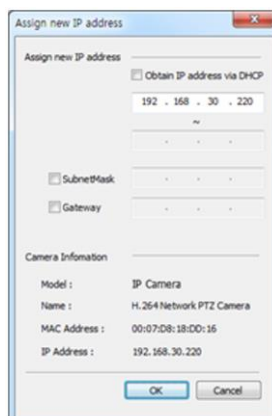 Assign new IP address
Assign new IP address
Obtain IP address via DHCP
192 . 168 . 30 . 220
~
. . .
SubnetMask . . .
Gateway . . .
Camera Infomation
Model : IP Camera
Name : H.264 Network PTZ Camera
MAC Address : 00:07:D8:18:DD:16
IP Address : 192.168.30.220
OK Cancel